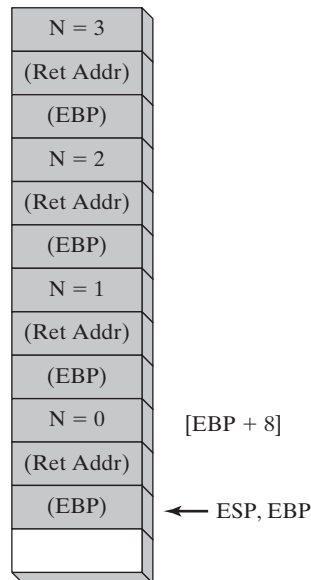 N = 3
(Ret Addr)
(EBP)
N = 2
(Ret Addr)
(EBP)
N = 1
(Ret Addr)
(EBP)
N = 0
[EBP + 8]
(Ret Addr)
(EBP)
ESP, EBP